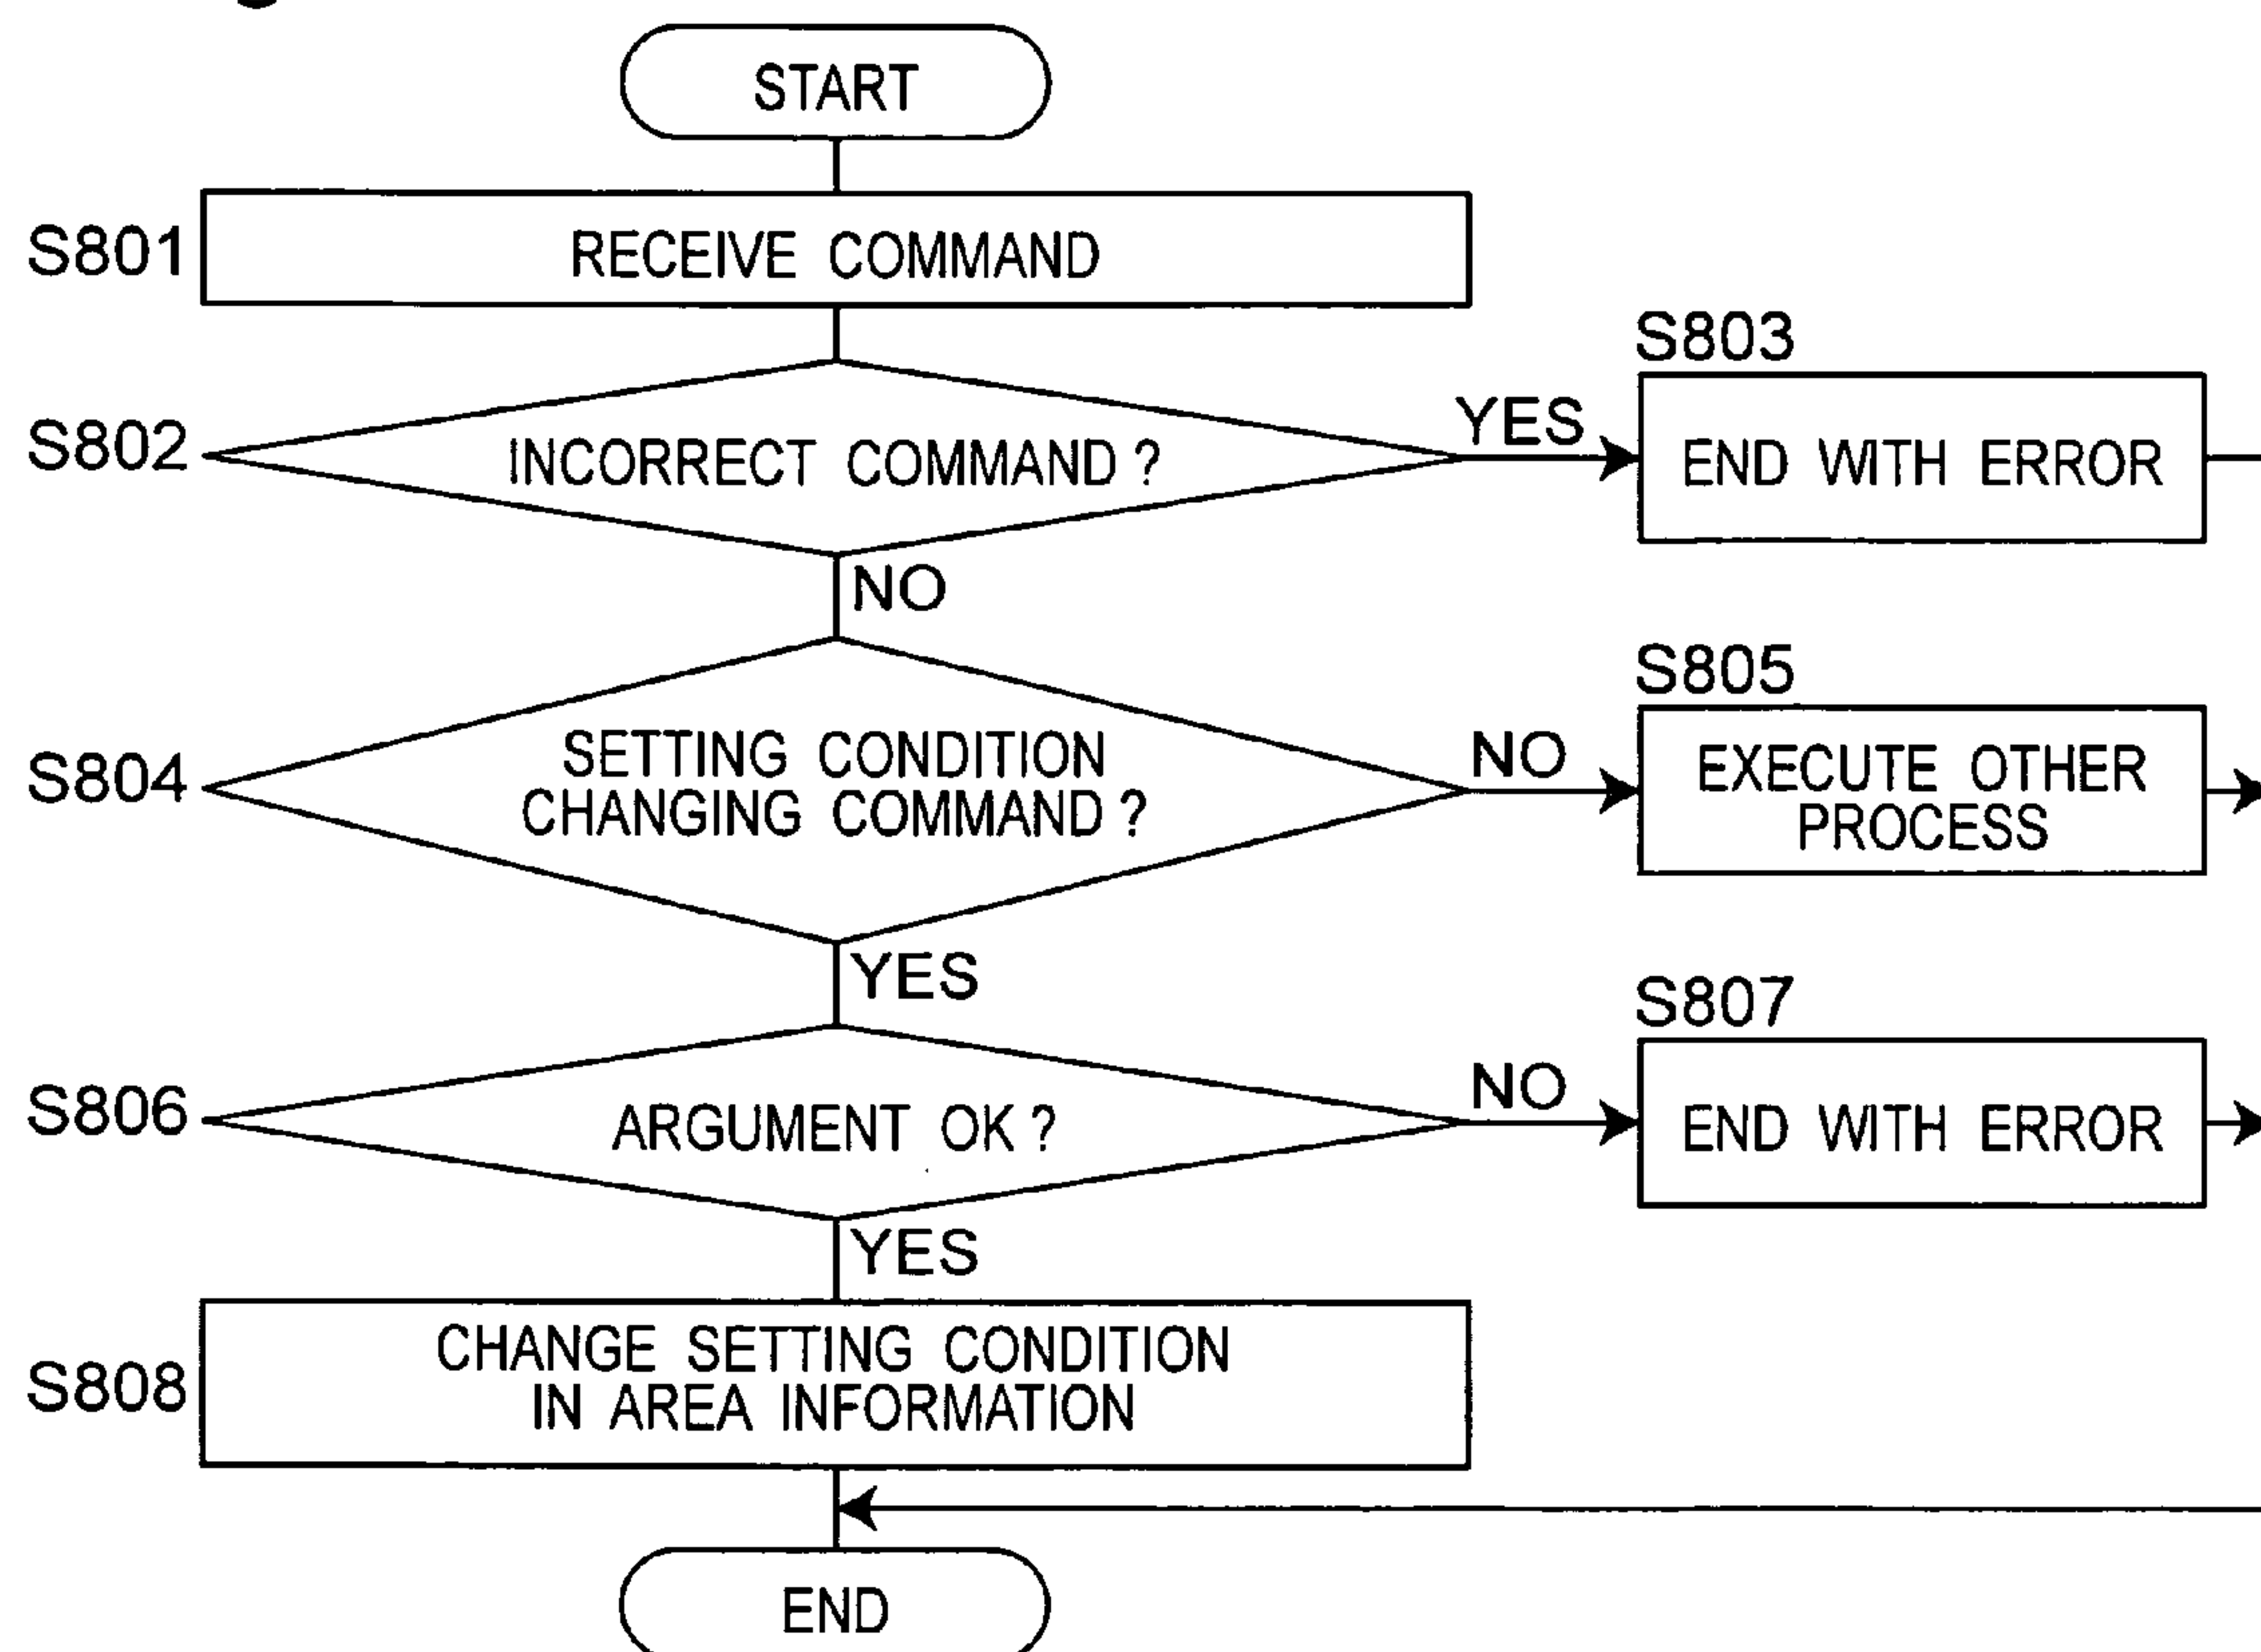 START
S801
RECEIVE COMMAND
S802
INCORRECT COMMAND ?
YES
S803
END WITH ERROR
NO
S804
SETTING CONDITION
CHANGING COMMAND ?
NO
S805
EXECUTE OTHER
PROCESS
YES
S806
ARGUMENT OK ?
NO
S807
END WITH ERROR
YES
S808
CHANGE SETTING CONDITION
IN AREA INFORMATION
END